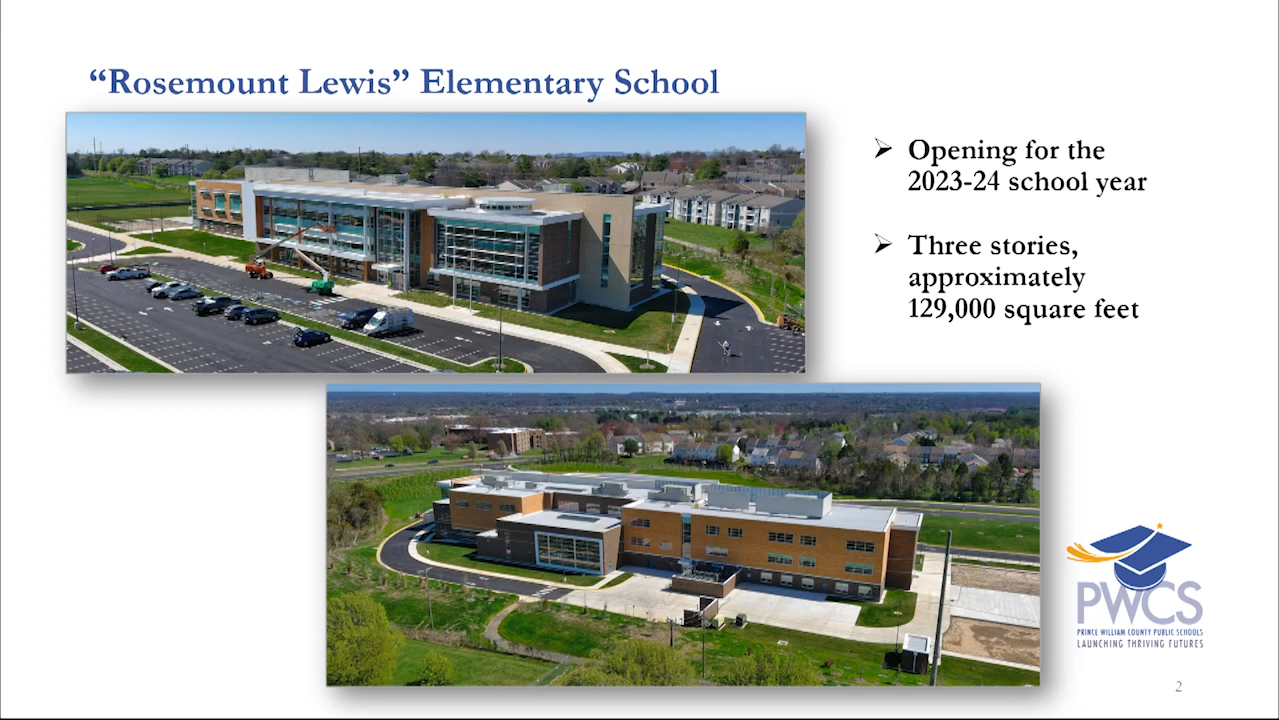 “Rosemount Lewis” Elementary School
➢ Opening for the
2023-24 school year
➢ Three stories,
approximately
129,000 square feet
PWCS
PRINCE WILLIAM COUNTY PUBLIC SCHOOLS
LAUNCHING THRIVING FUTURES
2